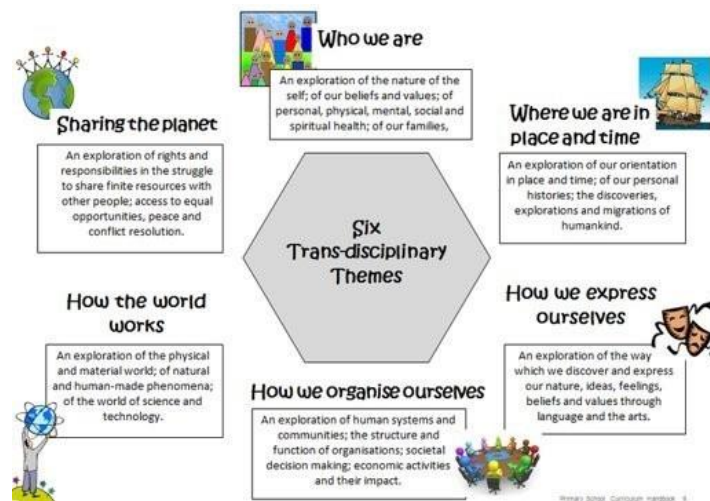 Who we are
An exploration of the nature of the
self; of our beliefs and values; of
personal, physical, mental, social and
spiritual health; of our families,
Where we are in
place and time
An exploration of our orientation
in place and time; of our personal
histories; the discoveries,
explorations and migrations of
humankind.
Sharing the planet
An exploration of rights and
responsibilities in the struggle
to share finite resources with
other people; access to equal
opportunities, peace and
conflict resolution.
Six
Trans-disciplinary
Themes
How the world
works
An exploration of the physical
and material world; of natural
and human-made phenomena;
of the world of science and
technology.
How we express
ourselves
An exploration of the way
which we discover and express
our nature, ideas, feelings,
beliefs and values through
language and the arts.
How we organise ourselves
An exploration of human systems and
communities; the structure and
function of organisations; societal
decision making; economic activities
and their impact.
Primary School Curriculum Handbook